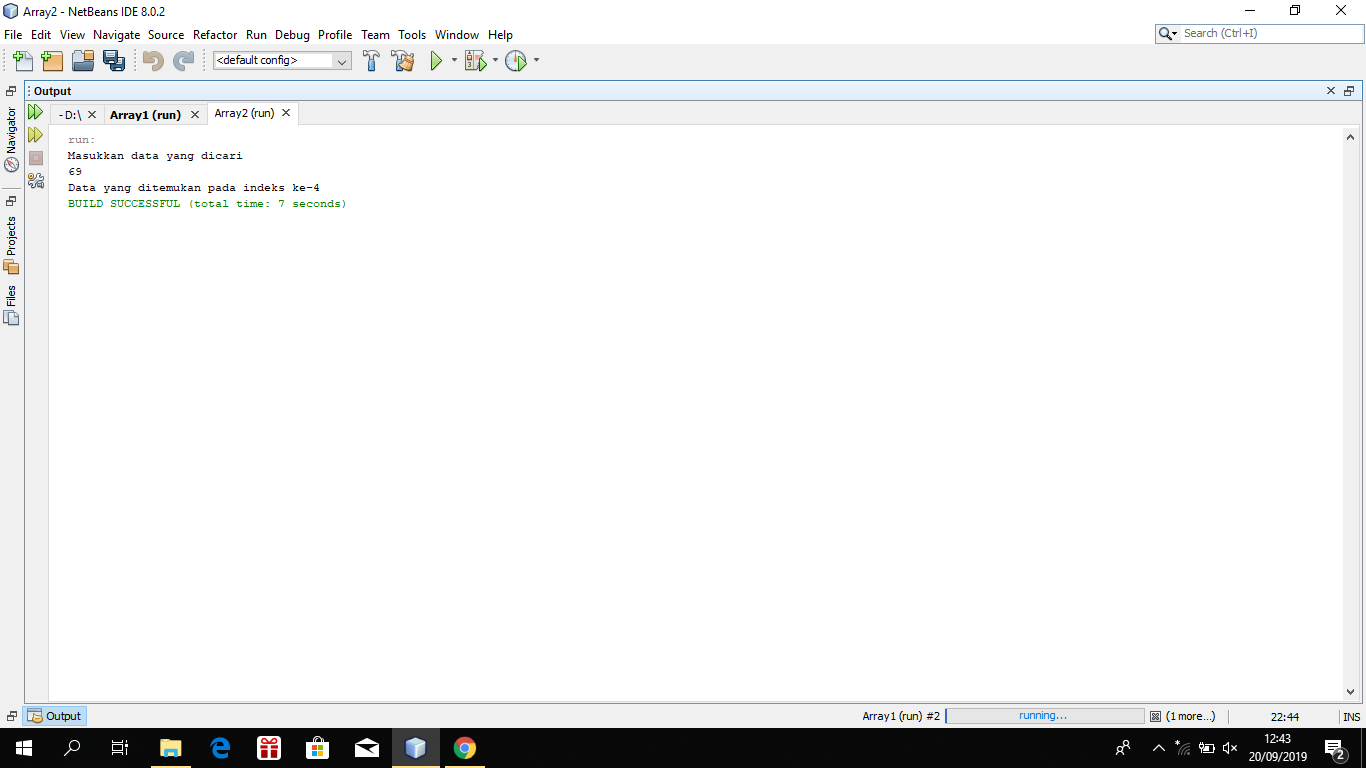 Array2 - NetBeans IDE 8.0.2
File Edit View Navigate Source Refactor Run Debug Profile Team Tools Window Help
Search (Ctrl+I)
<default config>
Output
Navigator
Projects
Files
-D:\ Array1 (run) Array2 (run)
run:
Masukkan data yang dicari
69
Data yang ditemukan pada indeks ke-4
BUILD SUCCESSFUL (total time: 7 seconds)
Output
Array1 (run) #2 running... (1 more...) 22:44 INS
12:43
20/09/2019
2